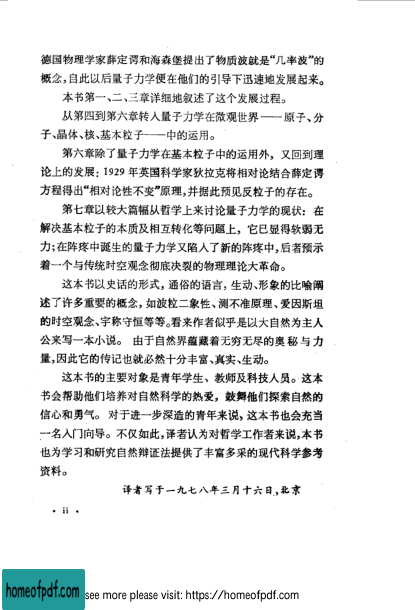 德国物理学家薛定谔和海森堡提出了物质波就是“几率波”的
概念,自此以后量子力学便在他们的引导下迅速地发展起来。
本书第一、二、三章详细地叙述了这个发展过程。
从第四到第六章转入量子力学在微观世界——原子、分
子、晶体、核、基本粒子——中的运用。
第六章除了量子力学在基本粒子中的运用外，又回到理
论上的发展：1929 年英国科学家狄拉克将相对论结合薛定谔
方程得出“相对论性不变”原理,并据此预见反粒子的存在。
第七章以较大篇幅从哲学上来讨论量子力学的现状：在
解决基本粒子的本质及相互转化等问题上，它已显得软弱无
力;在阵疼中诞生的量子力学又陷入了新的阵疼中,后者预示
着一个与传统时空观念彻底决裂的物理理论大革命。
这本书以史话的形式，通俗的语言，生动、形象的比喻阐
述了许多重要的概念，如波粒二象性、测不准原理、爱因斯坦
的时空观念、宇称守恒等等。看来作者似乎是以大自然为主人
公来写一本小说。 由于自然界蕴藏着无穷无尽的奥秘与力
量,因此它的传记也就必然十分丰富、真实、生动。
这本书的主要对象是青年学生、教师及科技人员。这本
书会帮助他们培养对自然科学的热爱，鼓舞他们探索自然的
信心和勇气。 对于进一步深造的青年来说，这本书也会充当
一名入门向导。不仅如此,译者认为对哲学工作者来说,本书
也为学习和研究自然辩证法提供了丰富多采的现代科学参考
资料。
译者写于一九七八年三月十六日,北京
• ii •
homeofpdf.com
see more please visit: https://homeofpdf.com